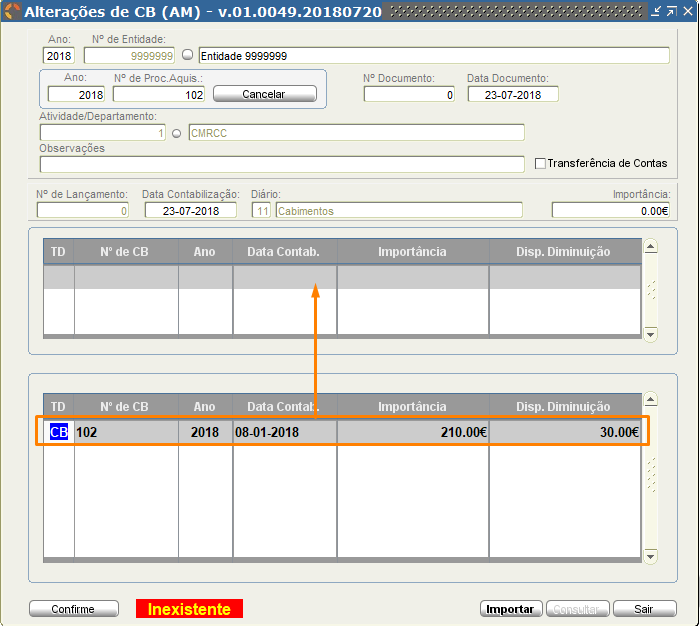 Alterações de CB (AM) - v.01.0049.20180720
Ano: Nº de Entidade:
2018 9999999 Entidade 9999999
Ano: Nº de Proc.Aquis.: Nº Documento: Data Documento:
2018 102 Cancelar 0 23-07-2018
Atividade/Departamento:
1 CMRCC
Observações
Transferência de Contas
Nº de Lançamento: Data Contabilização: Diário: Importância:
0 23-07-2018 11 Cabimentos 0.00€
TD Nº de CB Ano Data Contab. Importância Disp. Diminuição
TD Nº de CB Ano Data Contab. Importância Disp. Diminuição
CB 102 2018 08-01-2018 210.00€ 30.00€
Confirme Inexistente Importar Consultar Sair